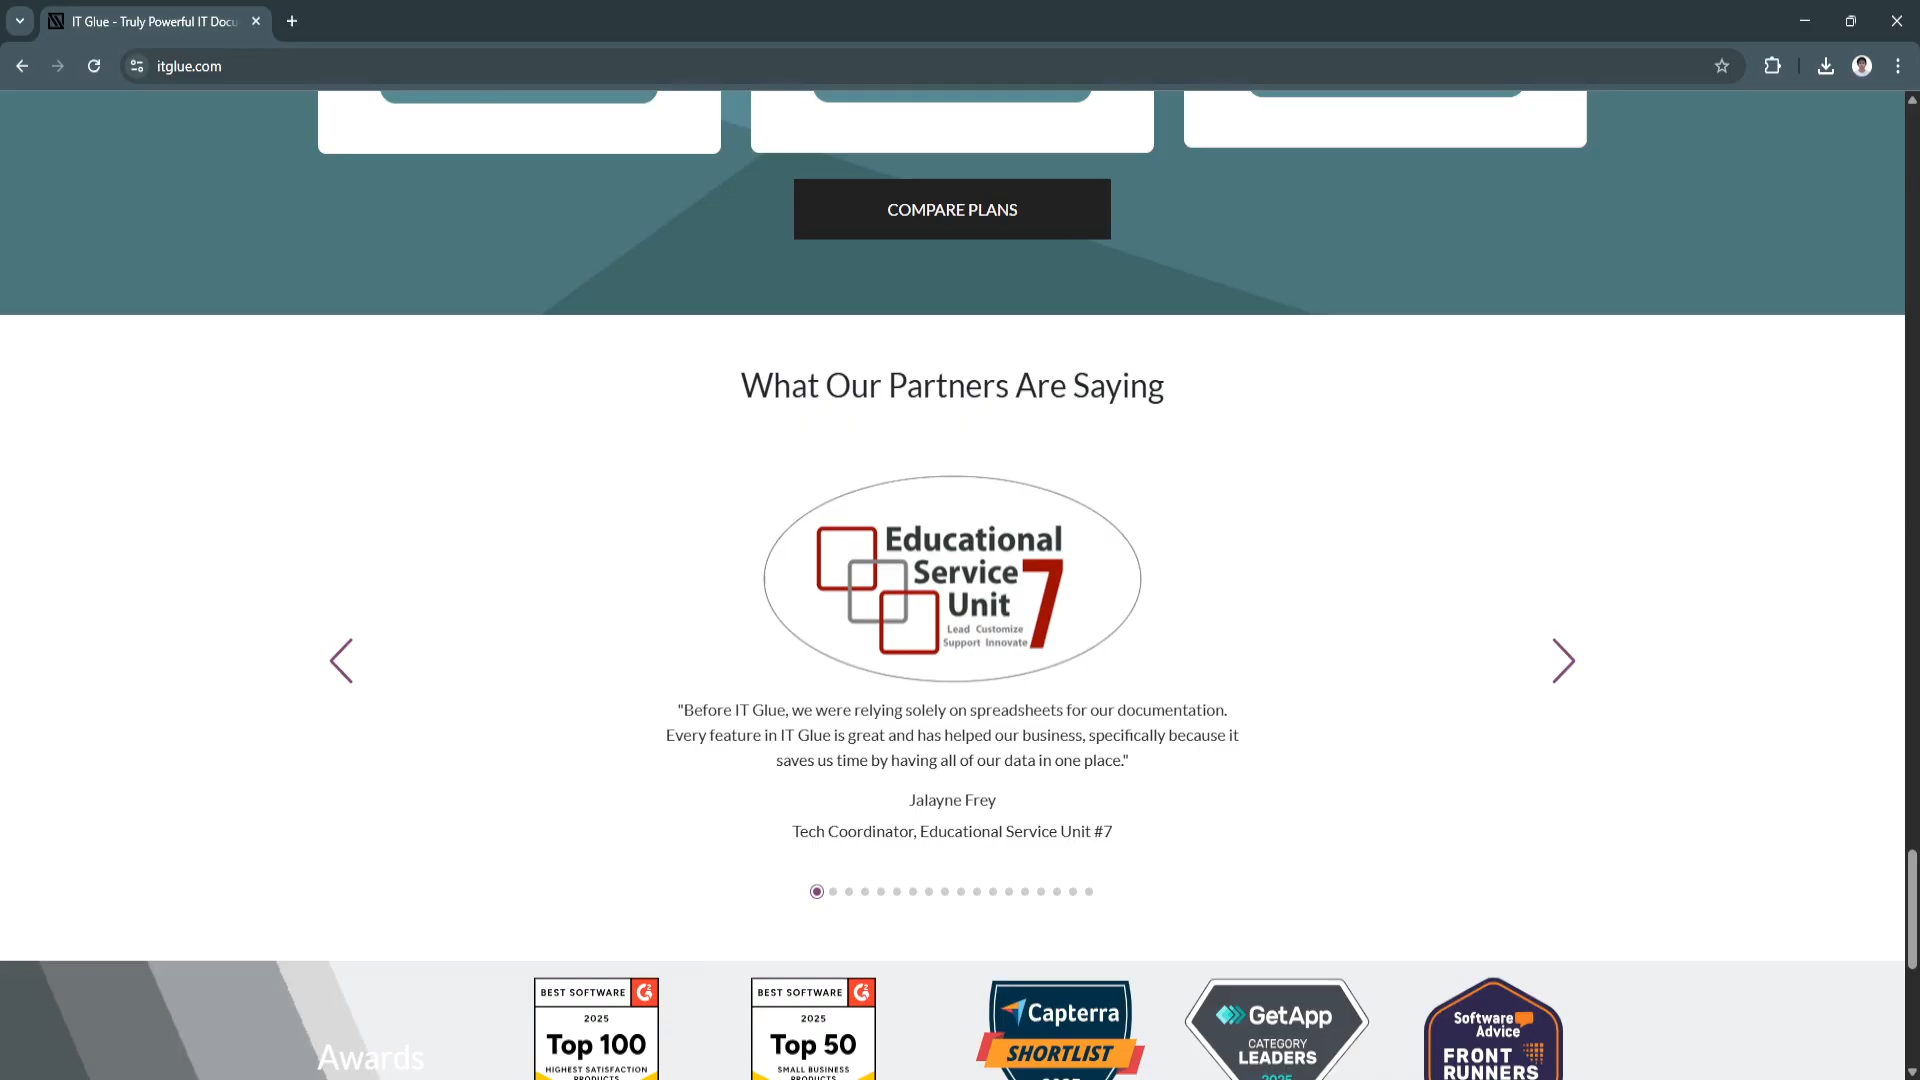 IT Glue - Truly Powerful IT Docu
itglue.com
COMPARE PLANS
What Our Partners Are Saying
Educational
Service
Unit 7
Lead Customize
Support Innovate
"Before IT Glue, we were relying solely on spreadsheets for our documentation.
Every feature in IT Glue is great and has helped our business, specifically because it
saves us time by having all of our data in one place."
Jalayne Frey
Tech Coordinator, Educational Service Unit #7
Awards
BEST SOFTWARE
2025
Top 100
HIGHEST SATISFACTION
PRODUCTS
BEST SOFTWARE
2025
Top 50
SMALL BUSINESS
PRODUCTS
Capterra
SHORTLIST
2025
GetApp
CATEGORY
LEADERS
2025
Software
Advice
FRONT
RUNNERS